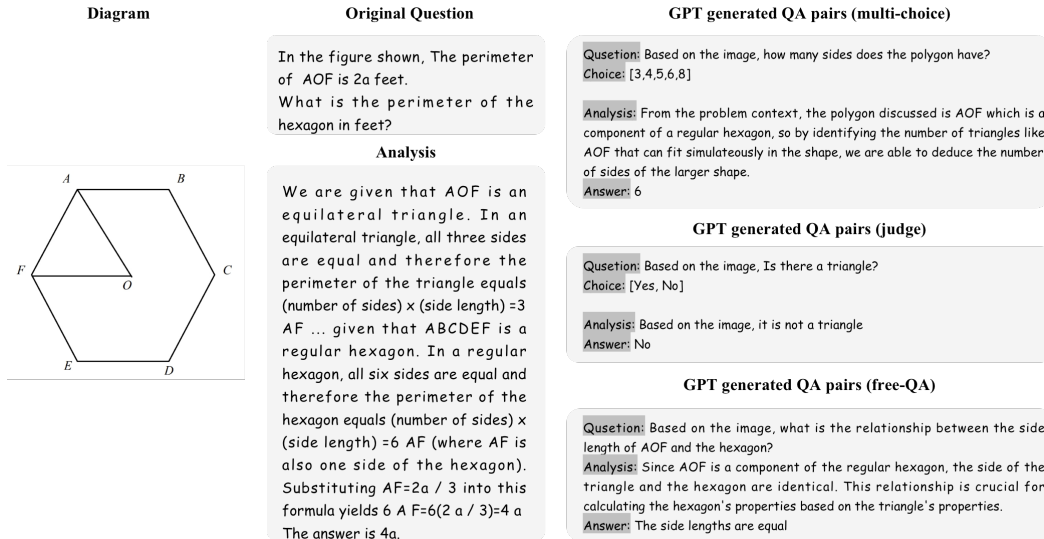 Diagram
A
B
F
O
C
E
D
Original Question
In the figure shown, The perimeter
of AOF is 2a feet.
What is the perimeter of the
hexagon in feet?
Analysis
We are given that AOF is an
equilateral triangle. In an
equilateral triangle, all three sides
are equal and therefore the
perimeter of the triangle equals
(number of sides) x (side length) =3
AF ... given that ABCDEF is a
regular hexagon. In a regular
hexagon, all six sides are equal and
therefore the perimeter of the
hexagon equals (number of sides) x
(side length) =6 AF (where AF is
also one side of the hexagon).
Substituting AF=2a / 3 into this
formula yields 6 A F=6(2 a / 3)=4 a
The answer is 4a.
GPT generated QA pairs (multi-choice)
Qusetion: Based on the image, how many sides does the polygon have?
Choice: [3,4,5,6,8]
Analysis: From the problem context, the polygon discussed is AOF which is a
component of a regular hexagon, so by identifying the number of triangles like
AOF that can fit simulateously in the shape, we are able to deduce the number
of sides of the larger shape.
Answer: 6
GPT generated QA pairs (judge)
Qusetion: Based on the image, Is there a triangle?
Choice: [Yes, No]
Analysis: Based on the image, it is not a triangle
Answer: No
GPT generated QA pairs (free-QA)
Qusetion: Based on the image, what is the relationship between the side
length of AOF and the hexagon?
Analysis: Since AOF is a component of the regular hexagon, the side of the
triangle and the hexagon are identical. This relationship is crucial for
calculating the hexagon's properties based on the triangle's properties.
Answer: The side lengths are equal